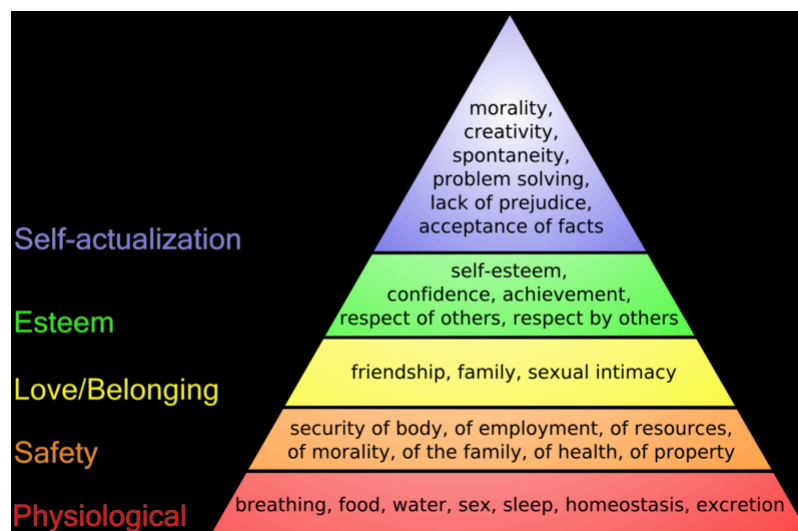 morality,
creativity,
spontaneity,
problem solving,
lack of prejudice,
acceptance of facts
Self-actualization
self-esteem,
confidence, achievement,
respect of others, respect by others
Esteem
friendship, family, sexual intimacy
Love/Belonging
security of body, of employment, of resources,
of morality, of the family, of health, of property
Safety
breathing, food, water, sex, sleep, homeostasis, excretion
Physiological